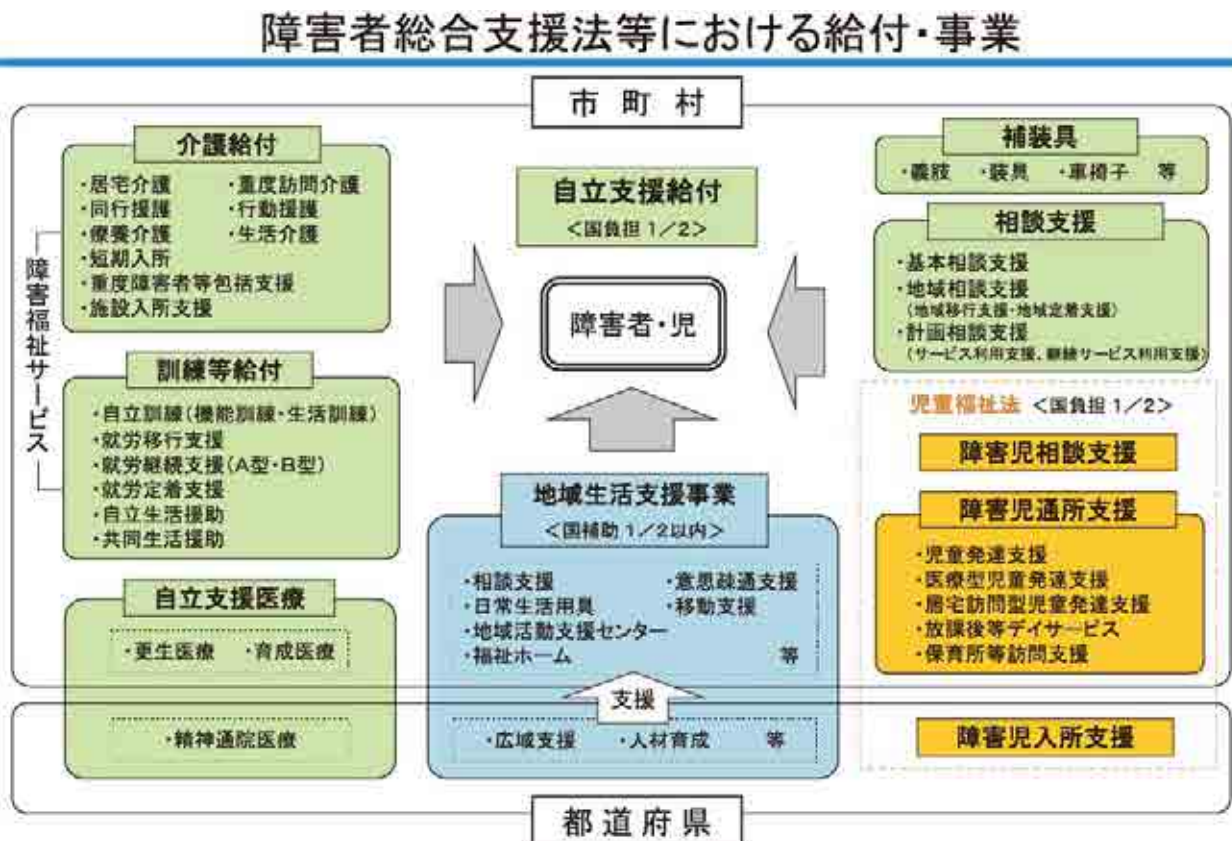 障害者総合支援法等における給付・事業
市町村
介護給付
・居宅介護 ・重度訪問介護
・同行援護 ・行動援護
・療養介護 ・生活介護
・短期入所
・重度障害者等包括支援
・施設入所支援
障害福祉サービス
訓練等給付
・自立訓練(機能訓練・生活訓練)
・就労移行支援
・就労継続支援(A型・B型)
・就労定着支援
・自立生活援助
・共同生活援助
自立支援医療
・更生医療 ・育成医療
・精神通院医療
自立支援給付
<国負担 1/2>
障害者・児
地域生活支援事業
<国補助 1/2以内>
・相談支援 ・意思疎通支援
・日常生活用具 ・移動支援
・地域活動支援センター
・福祉ホーム 等
支援
・広域支援 ・人材育成 等
補装具
・義肢 ・装具 ・車椅子 等
相談支援
・基本相談支援
・地域相談支援
(地域移行支援・地域定着支援)
・計画相談支援
(サービス利用支援、継続サービス利用支援)
児童福祉法 <国負担 1/2>
障害児相談支援
障害児通所支援
・児童発達支援
・医療型児童発達支援
・居宅訪問型児童発達支援
・放課後等デイサービス
・保育所等訪問支援
障害児入所支援
都道府県